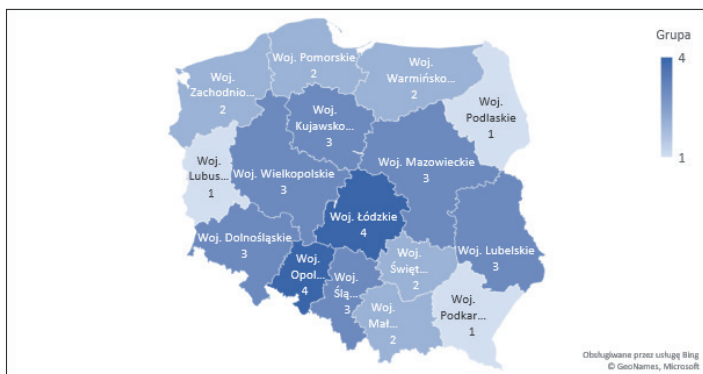 Grupa
4
1
Woj. Pomorskie
2
Woj.
Warmińsko...
2
Woj.
Zachodnio...
2
Woj.
Podlaskie
1
Woj.
Kujawsko...
3
Woj.
Lubus...
1
Woj. Wielkopolskie
3
Woj. Mazowieckie
3
Woj. Łódzkie
4
Woj. Dolnośląskie
3
Woj. Lubelskie
3
Woj.
Opol...
4
Woj.
Ślą...
3
Woj.
Święt...
2
Woj.
Mał...
2
Woj.
Podkar...
1
Obsługiwane przez usługę Bing
© GeoNames, Microsoft